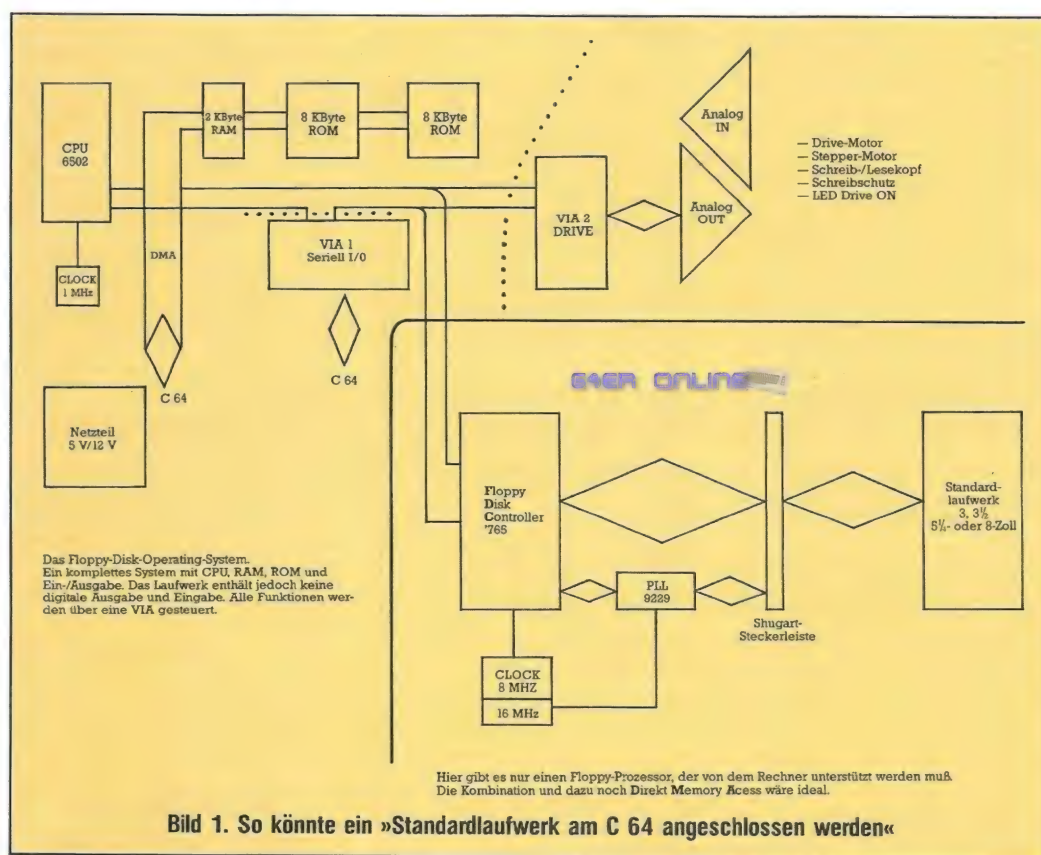 CPU
6502
2 KByte
RAM
8 KByte
ROM
8 KByte
ROM
Analog
IN
Analog
OUT
— Drive-Motor
— Stepper-Motor
— Schreib-/Lesekopf
— Schreibschutz
— LED Drive ON
VIA 2
DRIVE
VIA 1
Seriell I/0
DMA
CLOCK
1 MHz
C 64
C 64
Netzteil
5 V/12 V
64ER ONLINE
Floppy
Disk
Controller
'765
Standard-
laufwerk
3, 3½
5¼- oder 8-Zoll
PLL
9229
Shugart-
Steckerleiste
CLOCK
8 MHZ
16 MHz
Das Floppy-Disk-Operating-System.
Ein komplettes System mit CPU, RAM, ROM und
Ein-/Ausgabe. Das Laufwerk enthält jedoch keine
digitale Ausgabe und Eingabe. Alle Funktionen wer-
den über eine VIA gesteuert.
Hier gibt es nur einen Floppy-Prozessor, der von dem Rechner unterstützt werden muß.
Die Kombination und dazu noch Direkt Memory Acess wäre ideal.
Bild 1. So könnte ein »Standardlaufwerk am C 64 angeschlossen werden«